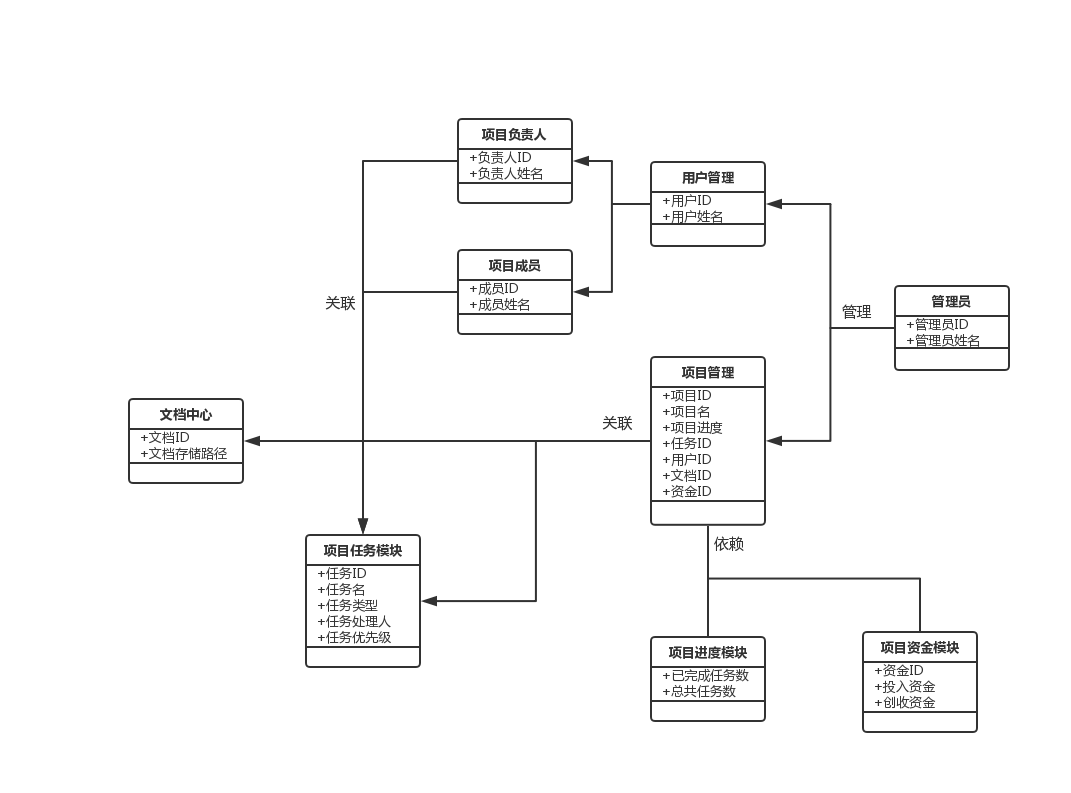 项目负责人
+负责人ID
+负责人姓名
用户管理
+用户ID
+用户姓名
项目成员
+成员ID
+成员姓名
关联
管理员
+管理员ID
+管理员姓名
管理
项目管理
+项目ID
+项目名
+项目进度
+任务ID
+用户ID
+文档ID
+资金ID
关联
文档中心
+文档ID
+文档存储路径
依赖
项目任务模块
+任务ID
+任务名
+任务类型
+任务处理人
+任务优先级
项目进度模块
+已完成任务数
+总共任务数
项目资金模块
+资金ID
+投入资金
+创收资金